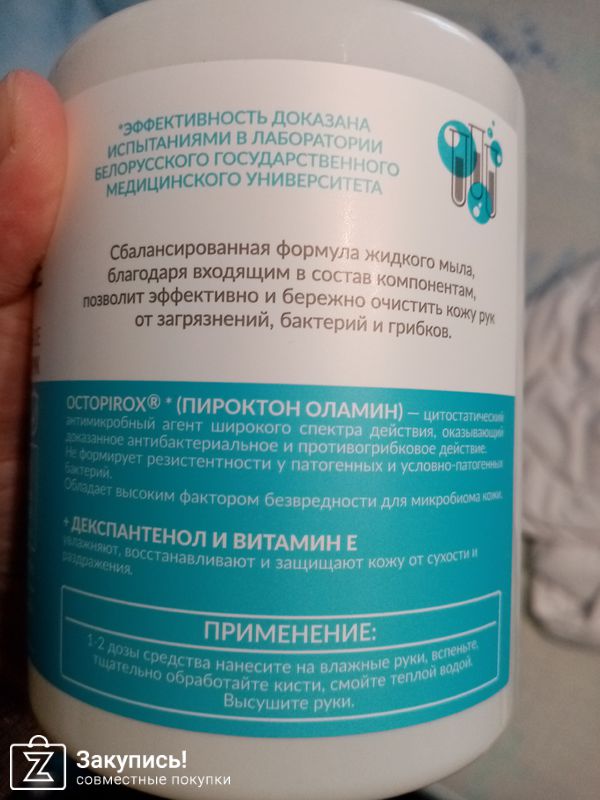 *ЭФФЕКТИВНОСТЬ ДОКАЗАНА
ИСПЫТАНИЯМИ В ЛАБОРАТОРИИ
БЕЛОРУССКОГО ГОСУДАРСТВЕННОГО
МЕДИЦИНСКОГО УНИВЕРСИТЕТА
Сбалансированная формула жидкого мыла,
благодаря входящим в состав компонентам,
позволит эффективно и бережно очистить кожу рук
от загрязнений, бактерий и грибков.
OCTOPIROX® * (ПИРОКТОН ОЛАМИН) — цитостатический
антимикробный агент широкого спектра действия, оказывающий
доказанное антибактериальное и противогрибковое действие.
Не формирует резистентности у патогенных и условно-патогенных
бактерий.
Обладает высоким фактором безвредности для микробиома кожи.
+ ДЕКСПАНТЕНОЛ И ВИТАМИН Е
увлажняют, восстанавливают и защищают кожу от сухости и
раздражения.
ПРИМЕНЕНИЕ:
1-2 дозы средства нанесите на влажные руки, вспеньте,
тщательно обработайте кисти, смойте теплой водой.
Высушите руки.
Закупись!
совместные покупки